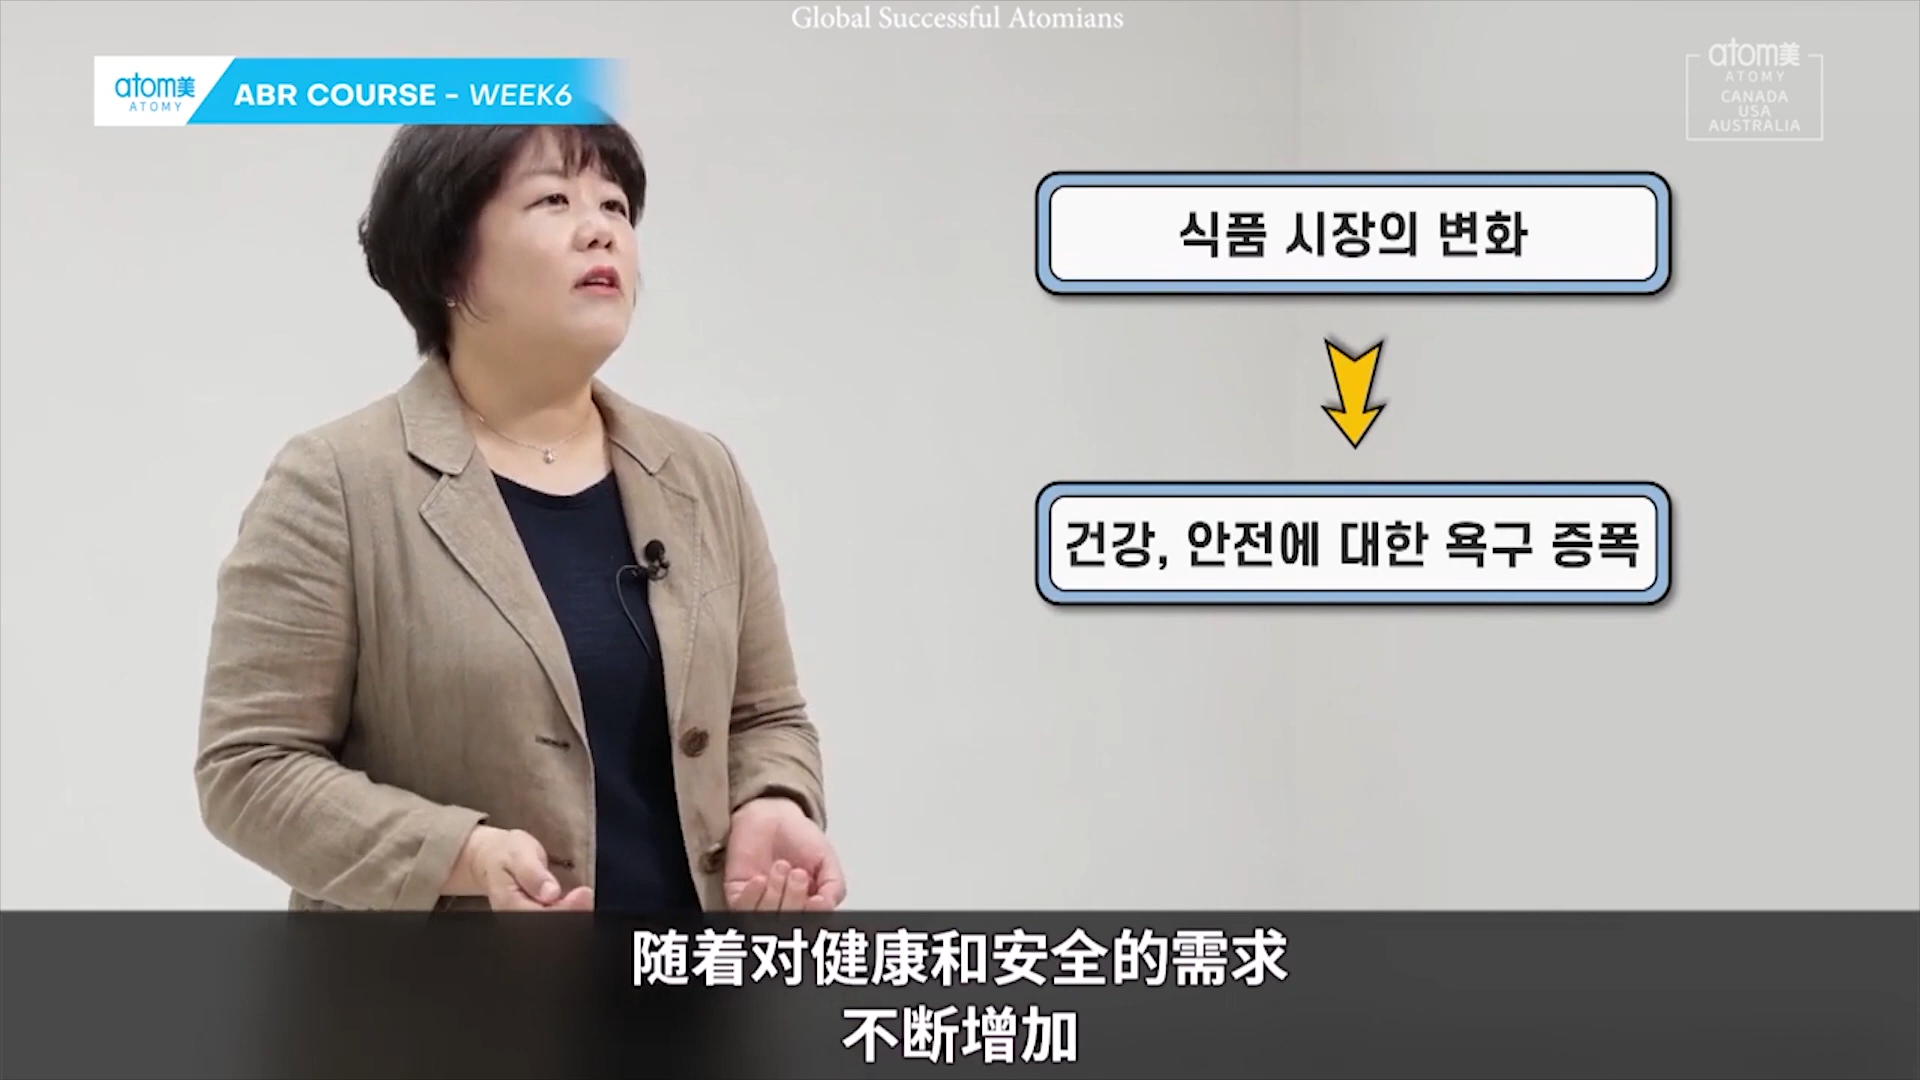 Global Successful Atomians
atom美
ATOMY
ABR COURSE - WEEK6
atom美
ATOMY
CANADA
USA
AUSTRALIA
식품 시장의 변화
건강, 안전에 대한 욕구 증폭
随着对健康和安全的需求
不断增加